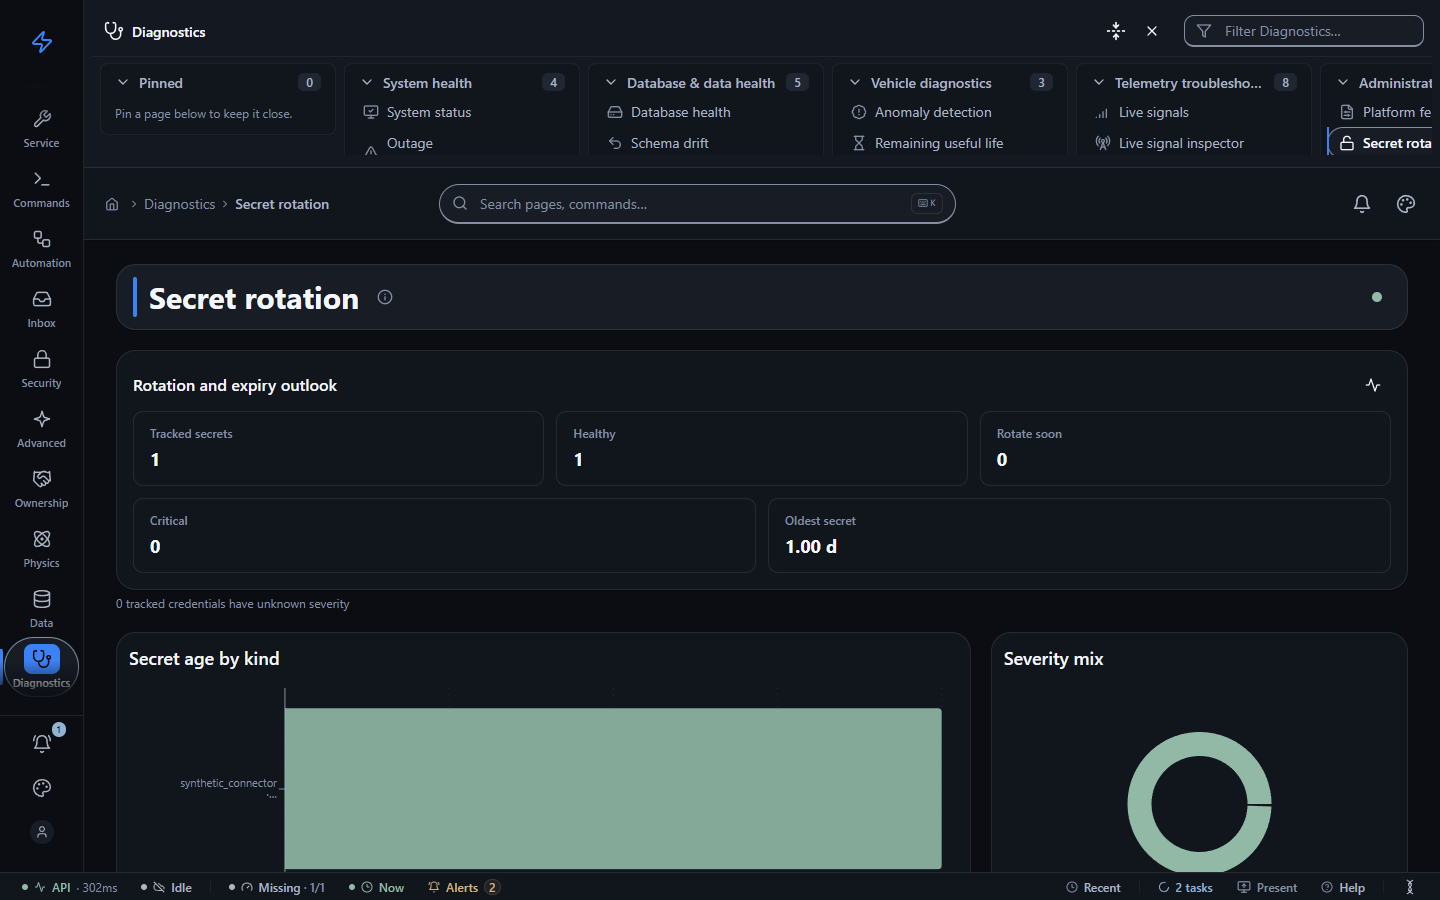 Diagnostics
Filter Diagnostics...
Pinned 0
Pin a page below to keep it close.
System health 4
System status
Outage
Database & data health 5
Database health
Schema drift
Vehicle diagnostics 3
Anomaly detection
Remaining useful life
Telemetry troublesho... 8
Live signals
Live signal inspector
Administrat
Platform fe
Secret rota
Service
Commands
Automation
Inbox
Security
Advanced
Ownership
Physics
Data
Diagnostics
1
Diagnostics
Secret rotation
Search pages, commands...
K
Secret rotation
Rotation and expiry outlook
Tracked secrets
1
Healthy
1
Rotate soon
0
Critical
0
Oldest secret
1.00 d
0 tracked credentials have unknown severity
Secret age by kind
synthetic_connector
·...
Severity mix
API · 302ms
Idle
Missing · 1/1
Now
Alerts 2
Recent
2 tasks
Present
Help